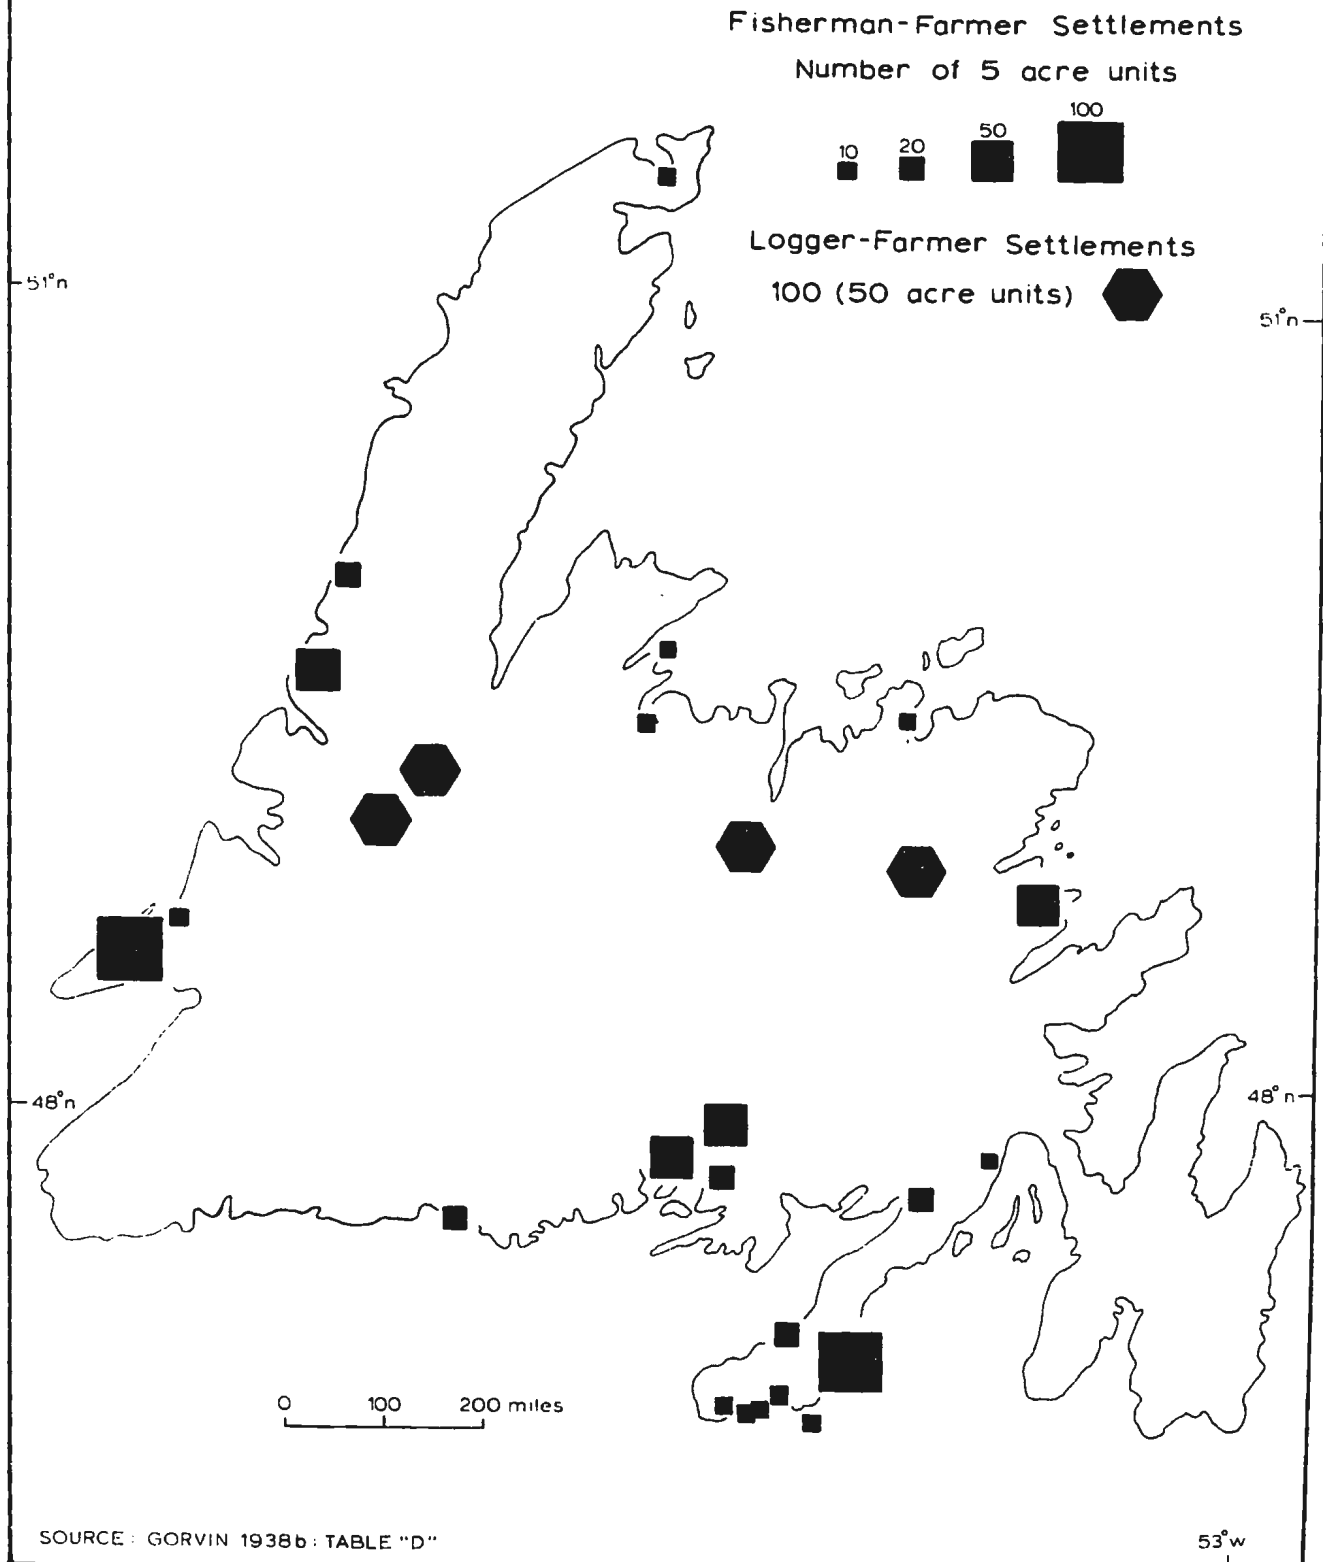 Fisherman-Farmer Settlements
Number of 5 acre units
10 20 50 100
Logger-Farmer Settlements
100 (50 acre units)
51°n
51°n
48°n
48°n
0 100 200 miles
SOURCE: GORVIN 1938b: TABLE "D"
53°w